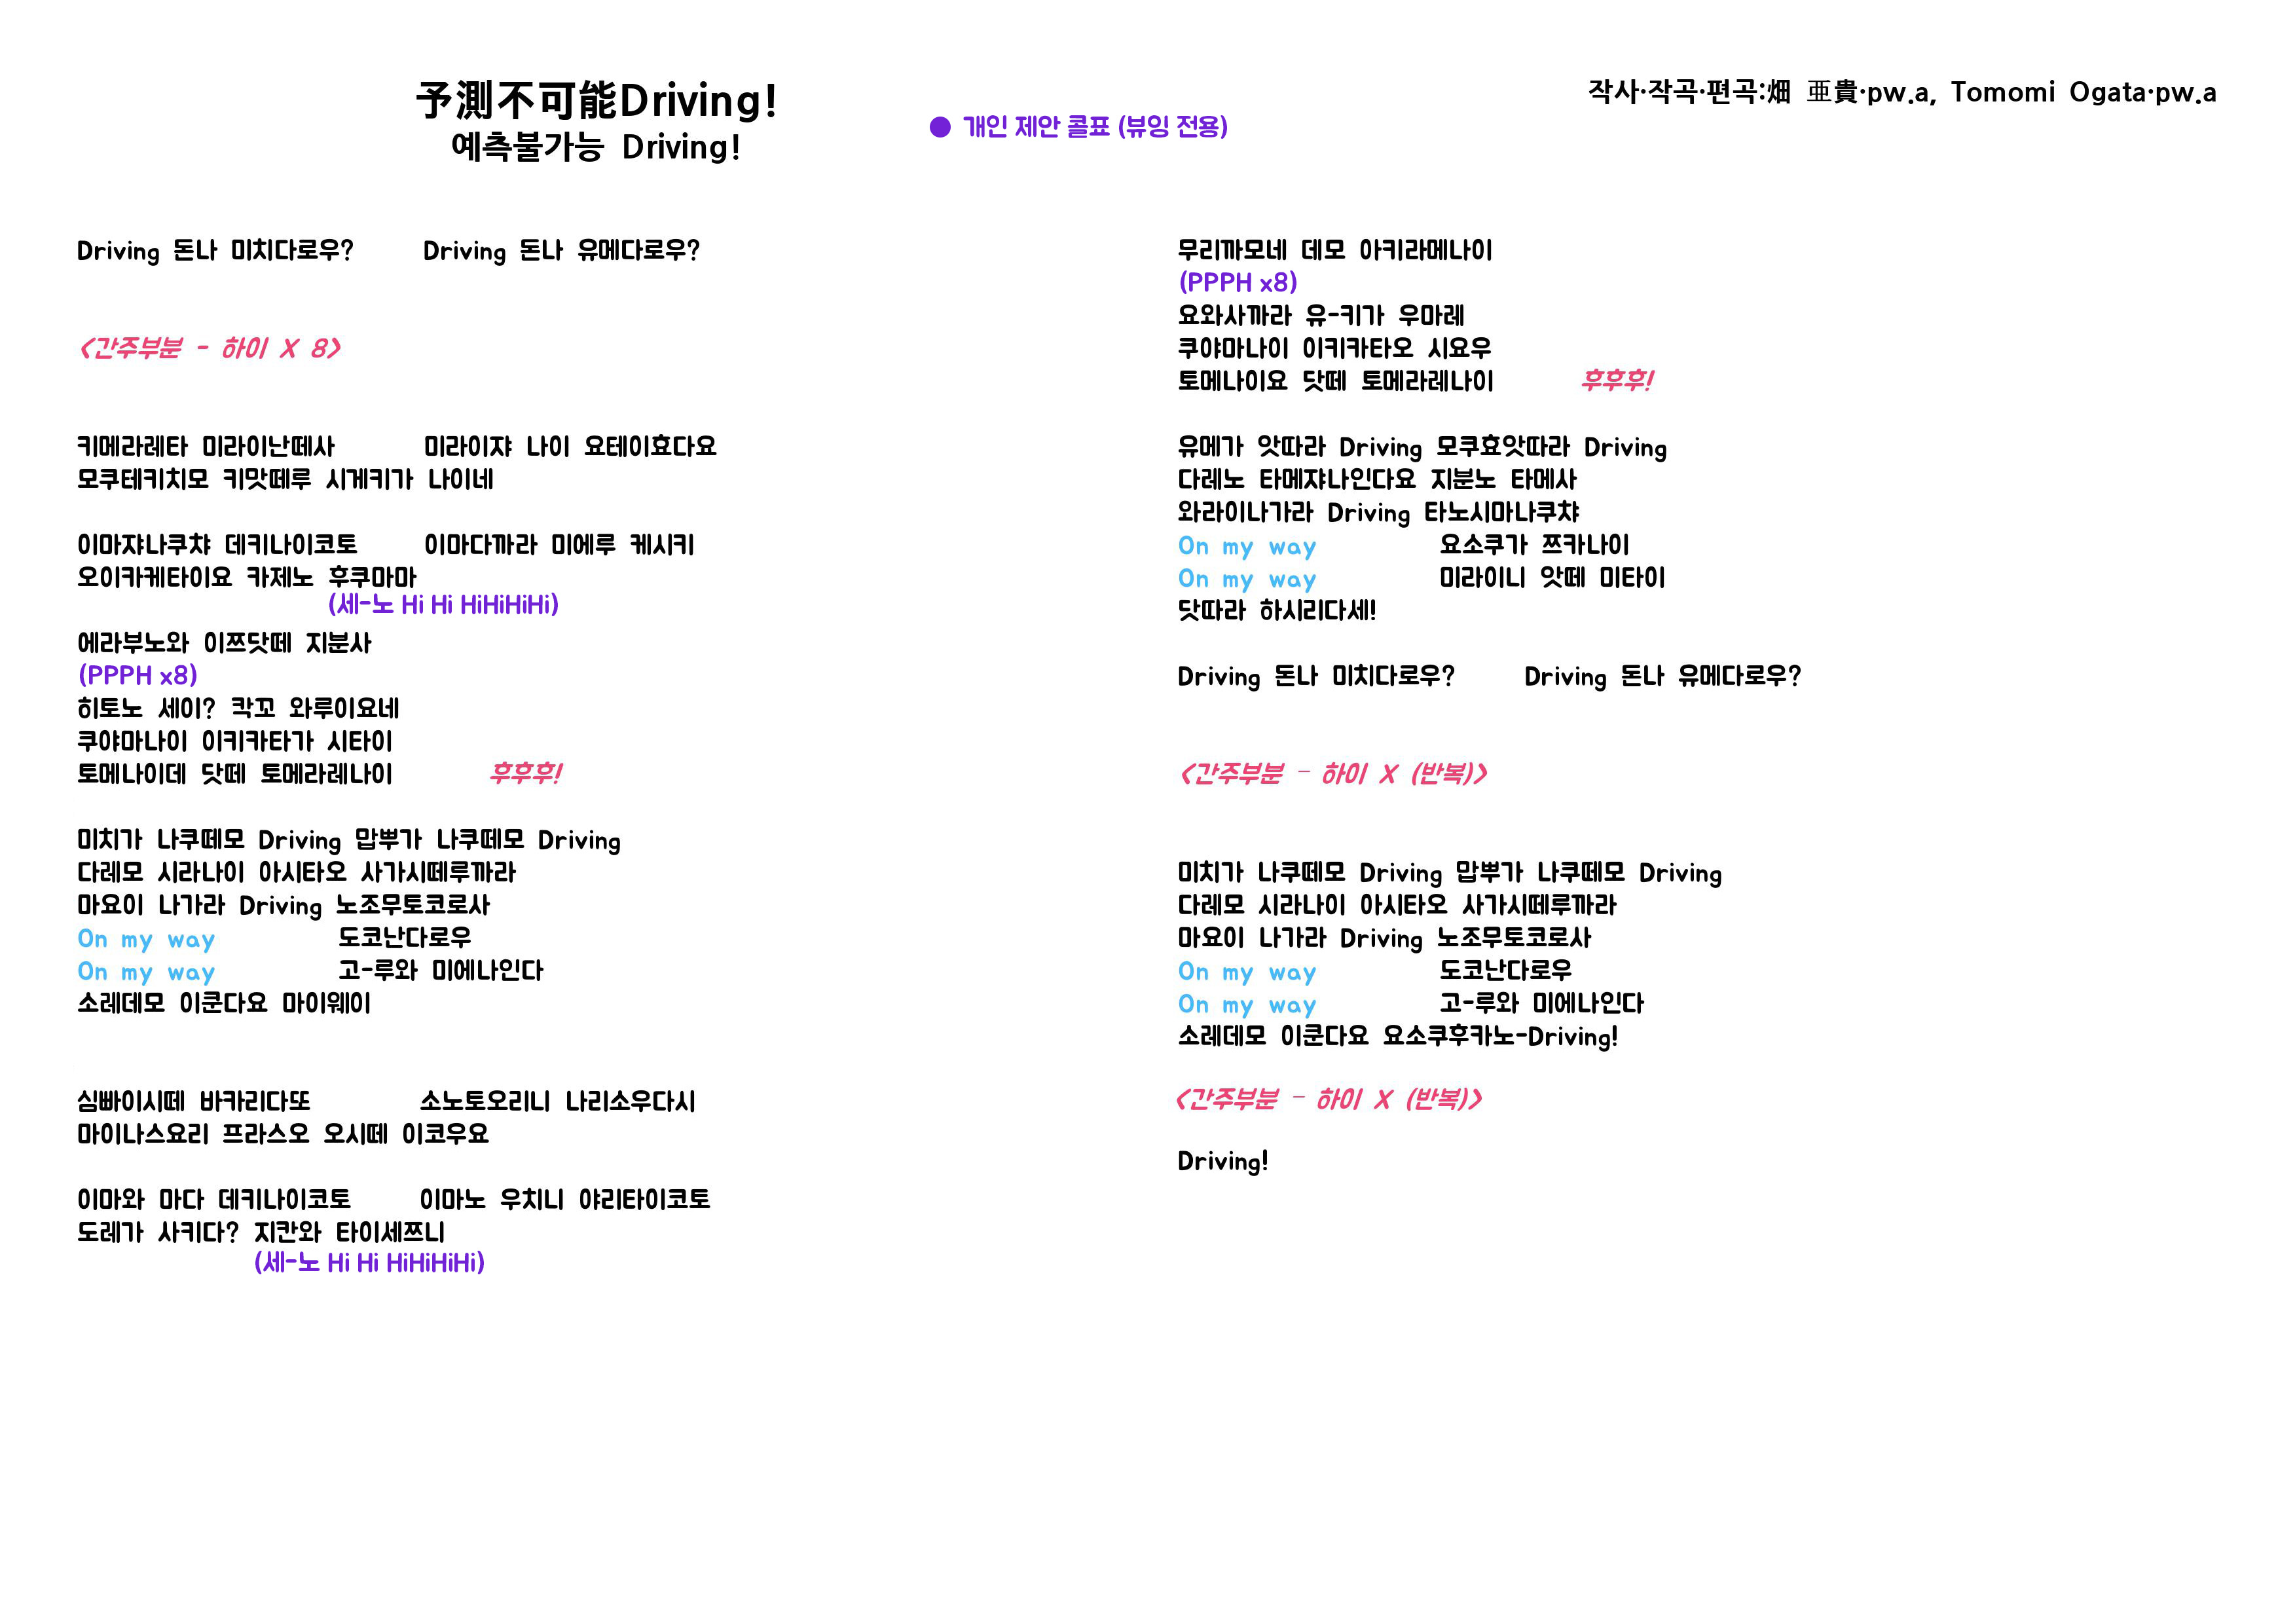 予測不可能Driving!
예측불가능 Driving!
● 개인 제안 콜표 (뷰잉 전용)
작사·작곡·편곡:畑 亜貴·pw.a, Tomomi Ogata·pw.a
Driving 돈나 미치다로우? Driving 돈나 유메다로우?
<간주부분 - 하이 X 8>
키메라레타 미라이난떼사 미라이쟈 나이 요테이효다요
모쿠테키치모 키맛떼루 시게키가 나이네
이마쟈나쿠챠 데키나이코토 이마다까라 미에루 케시키
오이카케타이요 카제노 후쿠마마
(세-노 Hi Hi HiHiHiHi)
에라부노와 이쯔닷떼 지분사
(PPPH x8)
히토노 세이? 칵꼬 와루이요네
쿠야마나이 이키카타가 시타이
토메나이데 닷떼 토메라레나이 후후후!
미치가 나쿠떼모 Driving 맙뿌가 나쿠떼모 Driving
다레모 시라나이 아시타오 사가시떼루까라
마요이 나가라 Driving 노조무토코로사
On my way 도코난다로우
On my way 고-루와 미에나인다
소레데모 이쿤다요 마이웨이
심빠이시떼 바카리다또 소노토오리니 나리소우다시
마이나스요리 프라스오 오시떼 이코우요
이마와 마다 데키나이코토 이마노 우치니 야리타이코토
도레가 사키다? 지칸와 타이세쯔니
(세-노 Hi Hi HiHiHiHi)
무리까모네 데모 아키라메나이
(PPPH x8)
요와사까라 유-키가 우마레
쿠야마나이 이키카타오 시요우
토메나이요 닷떼 토메라레나이 후후후!
유메가 앗따라 Driving 모쿠효앗따라 Driving
다레노 타메쟈나인다요 지분노 타메사
와라이나가라 Driving 타노시마나쿠챠
On my way 요소쿠가 쯔카나이
On my way 미라이니 앗떼 미타이
닷따라 하시리다세!
Driving 돈나 미치다로우? Driving 돈나 유메다로우?
<간주부분 - 하이 X (반복)>
미치가 나쿠떼모 Driving 맙뿌가 나쿠떼모 Driving
다레모 시라나이 아시타오 사가시떼루까라
마요이 나가라 Driving 노조무토코로사
On my way 도코난다로우
On my way 고-루와 미에나인다
소레데모 이쿤다요 요소쿠후카노-Driving!
<간주부분 - 하이 X (반복)>
Driving!